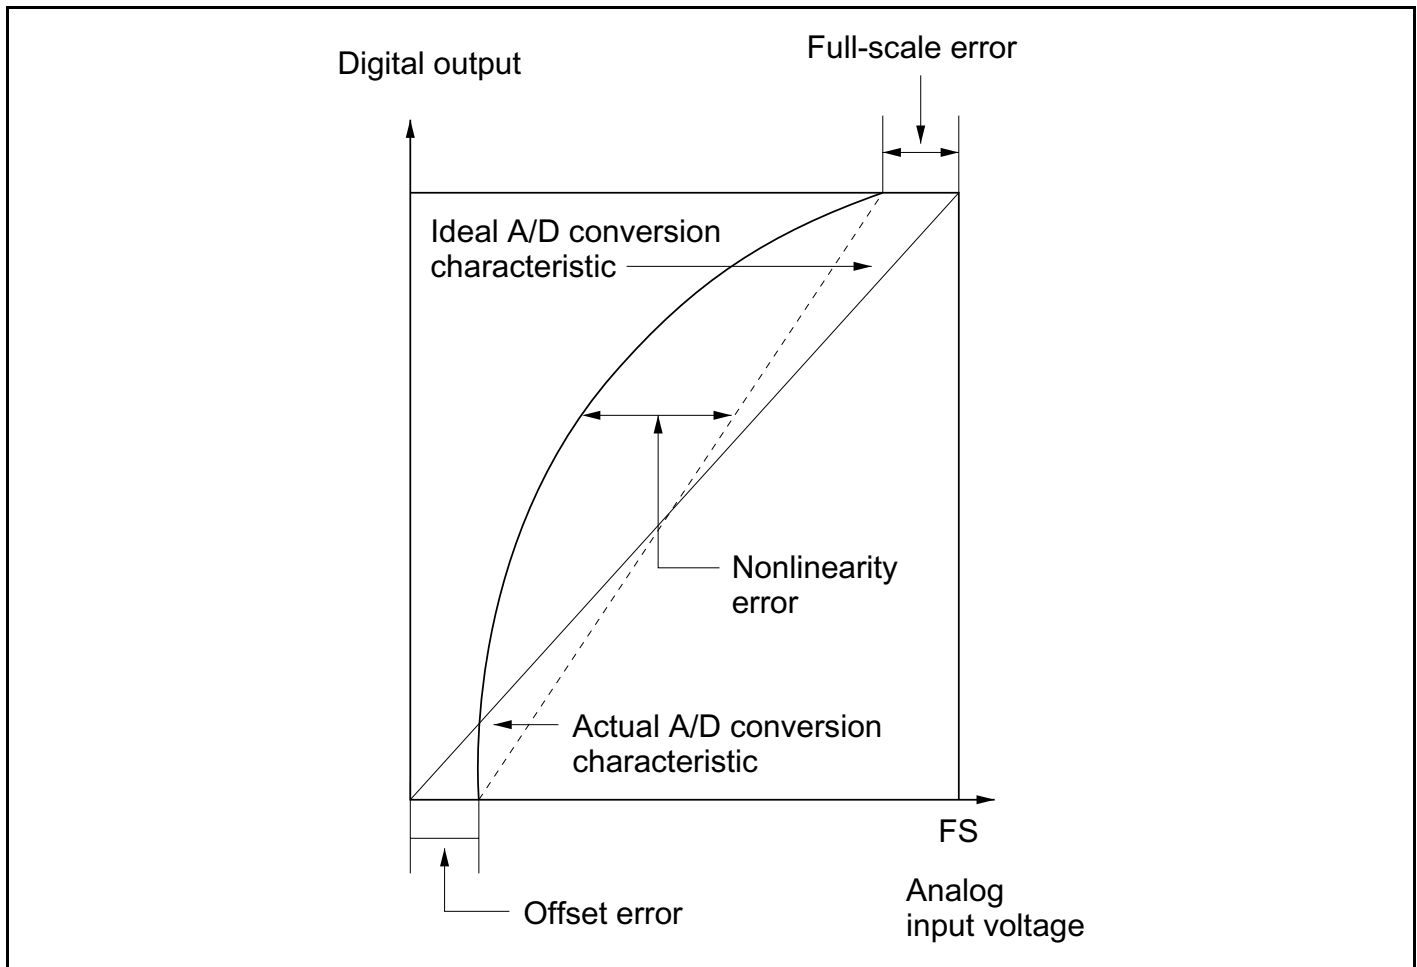 Full-scale error
Digital output
Ideal A/D conversion
characteristic
Nonlinearity
error
Actual A/D conversion
characteristic
FS
Analog
input voltage
Offset error